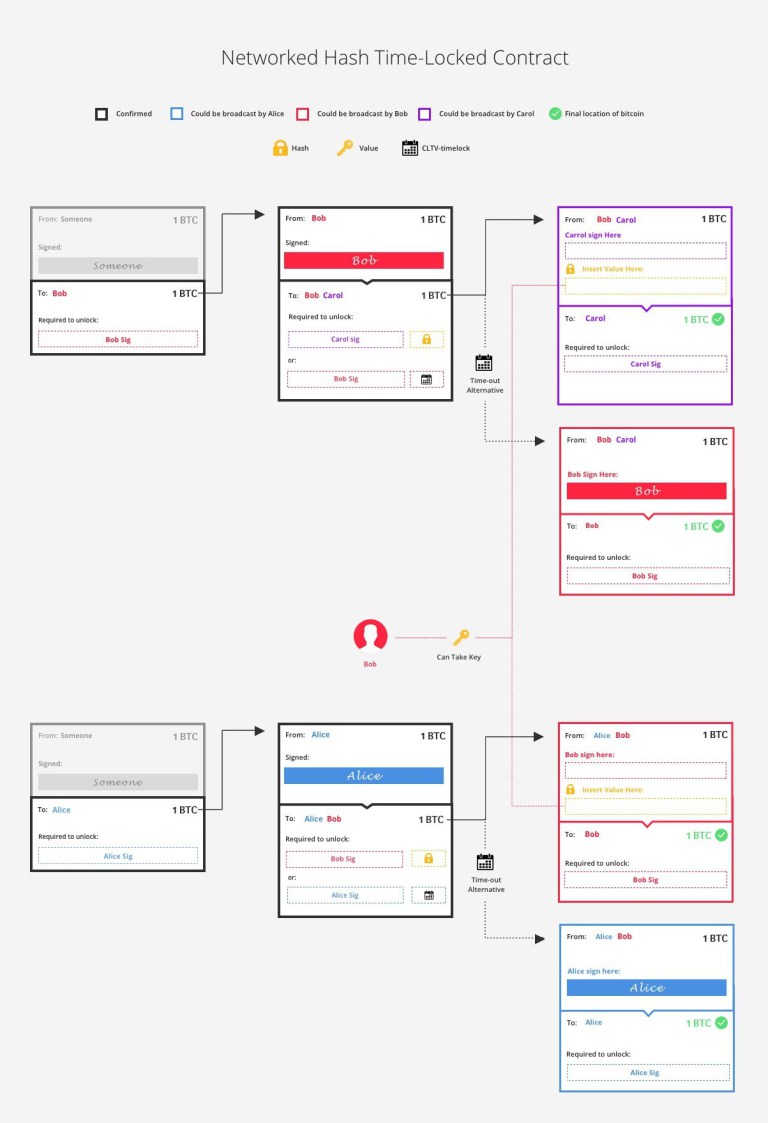 Networked Hash Time-Locked Contract
Confirmed
Could be broadcast by Alice
Could be broadcast by Bob
Could be broadcast by Carol
Final location of bitcoin
Hash
Value
CLTV-timelock
From: Someone 1 BTC
Signed:
Someone
To: Bob 1 BTC
Required to unlock:
Bob Sig
From: Bob 1 BTC
Signed:
Bob
To: Bob Carol 1 BTC
Required to unlock:
Carol sig
or:
Bob Sig
Time-out
Alternative
From: Bob Carol 1 BTC
Carrol sign Here
Insert Value Here:
To: Carol 1 BTC
Required to unlock:
Carol Sig
From: Bob Carol 1 BTC
Bob Sign Here:
Bob
To: Bob 1 BTC
Required to unlock:
Bob Sig
Bob
Can Take Key
From: Someone 1 BTC
Signed:
Someone
To: Alice 1 BTC
Required to unlock:
Alice Sig
From: Alice 1 BTC
Signed:
Alice
To: Alice Bob 1 BTC
Required to unlock:
Bob Sig
or:
Alice Sig
Time-out
Alternative
From: Alice Bob 1 BTC
Bob sign here:
Insert Value Here:
To: Bob 1 BTC
Required to unlock:
Bob Sig
From: Alice Bob 1 BTC
Alice sign here:
Alice
To: Alice 1 BTC
Required to unlock:
Alice Sig